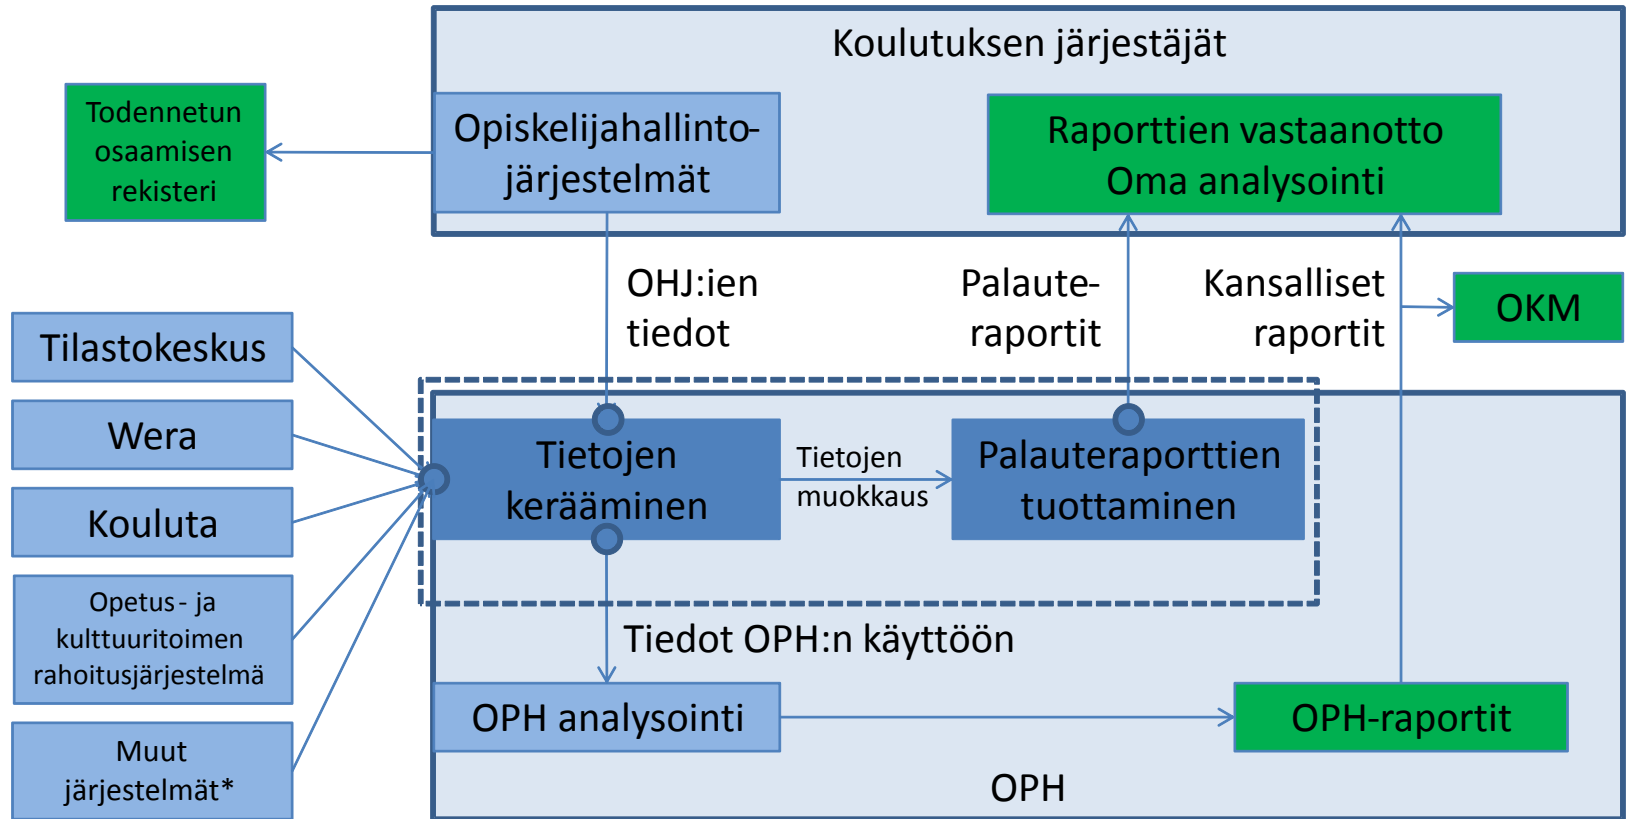 Koulutuksen järjestäjät
Todennetun
osaamisen
rekisteri
Opiskelijahallinto-
järjestelmät
Raporttien vastaanotto
Oma analysointi
OHJ:ien
tiedot
Palaute-
raportit
Kansalliset
raportit
OKM
Tilastokeskus
Wera
Kouluta
Opetus- ja
kulttuuritoimen
rahoitusjärjestelmä
Muut
järjestelmät*
Tietojen
kerääminen
Tietojen
muokkaus
Palauteraporttien
tuottaminen
Tiedot OPH:n käyttöön
OPH analysointi
OPH-raportit
OPH